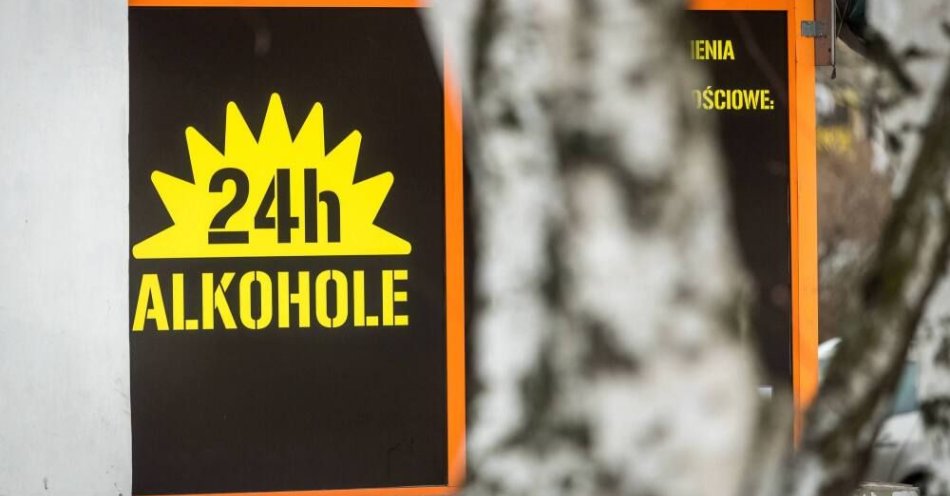 24h
ALKOHOLE
IENIA
OŚCIOWE: